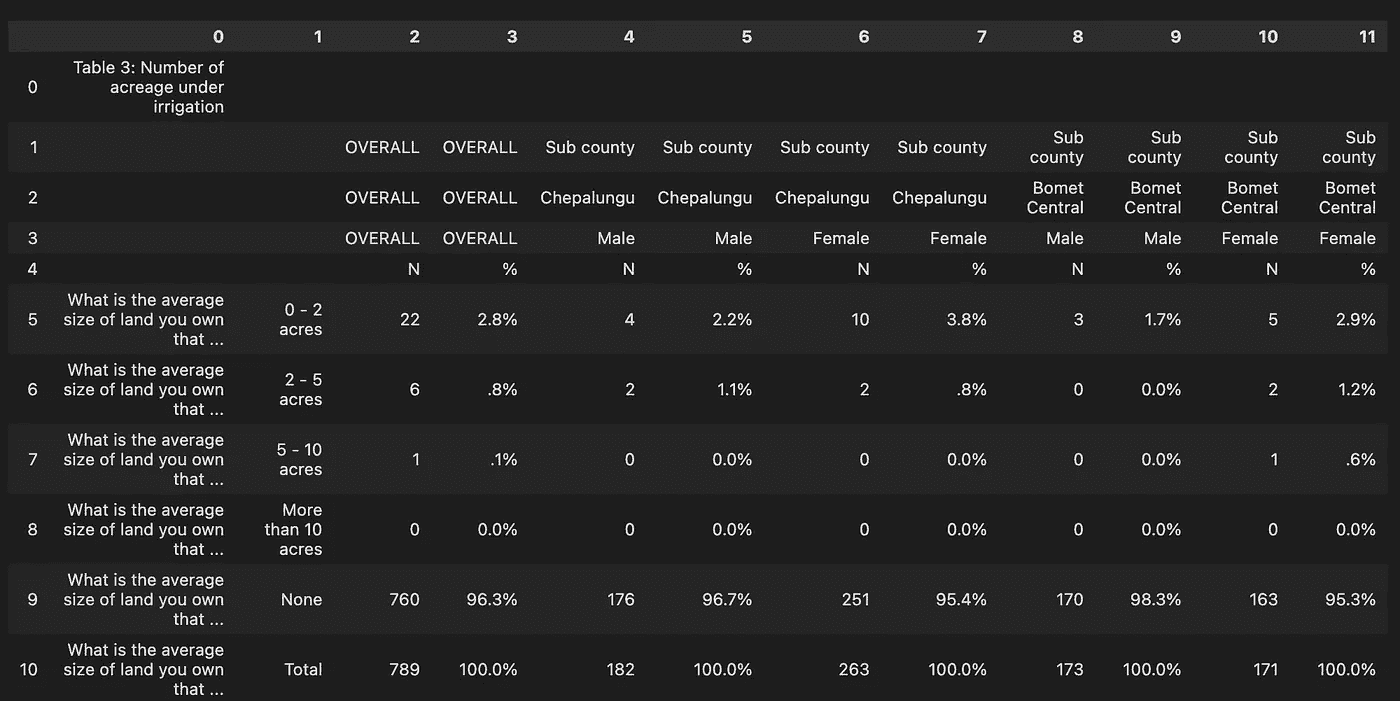 0 1 2 3 4 5 6 7 8 9 10 11
0 Table 3: Number of acreage under irrigation
1 OVERALL OVERALL Sub county Sub county Sub county Sub county Sub county Sub county Sub county Sub county
2 OVERALL OVERALL Chepalungu Chepalungu Chepalungu Chepalungu Bomet Central Bomet Central Bomet Central Bomet Central
3 OVERALL OVERALL Male Male Female Female Male Male Female Female
4 N % N % N % N % N %
5 What is the average size of land you own that ... 0 - 2 acres 22 2.8% 4 2.2% 10 3.8% 3 1.7% 5 2.9%
6 What is the average size of land you own that ... 2 - 5 acres 6 .8% 2 1.1% 2 .8% 0 0.0% 2 1.2%
7 What is the average size of land you own that ... 5 - 10 acres 1 .1% 0 0.0% 0 0.0% 0 0.0% 1 .6%
8 What is the average size of land you own that ... More than 10 acres 0 0.0% 0 0.0% 0 0.0% 0 0.0% 0 0.0%
9 What is the average size of land you own that ... None 760 96.3% 176 96.7% 251 95.4% 170 98.3% 163 95.3%
10 What is the average size of land you own that ... Total 789 100.0% 182 100.0% 263 100.0% 173 100.0% 171 100.0%